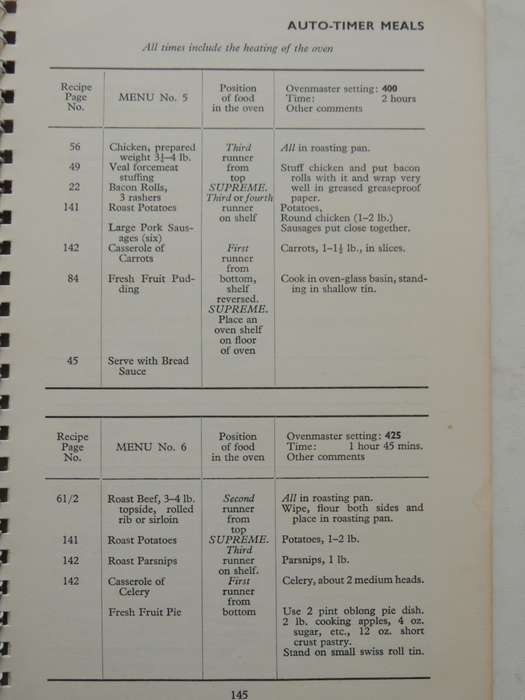 AUTO-TIMER MEALS
All times include the heating of the oven
Recipe Page No.
MENU No. 5
Position of food in the oven
Ovenmaster setting: 400
Time: 2 hours
Other comments
56
Chicken, prepared
weight 3½–4 lb.
49
Veal forcemeat
stuffing
22
Bacon Rolls,
3 rashers
141
Roast Potatoes
Large Pork Saus-
ages (six)
142
Casserole of
Carrots
84
Fresh Fruit Pud-
ding
45
Serve with Bread
Sauce
Third
runner
from
top
SUPREME.
Third or fourth
runner
on shelf
First
runner
from
bottom,
shelf
reversed.
SUPREME.
Place an
oven shelf
on floor
of oven
All in roasting pan.
Stuff chicken and put bacon
rolls with it and wrap very
well in greased greaseproof
paper.
Potatoes,
Round chicken (1–2 lb.)
Sausages put close together.
Carrots, 1–1½ lb., in slices.
Cook in oven-glass basin, stand-
ing in shallow tin.
Recipe Page No.
MENU No. 6
Position of food in the oven
Ovenmaster setting: 425
Time: 1 hour 45 mins.
Other comments
61/2
Roast Beef, 3–4 lb.
topside, rolled
rib or sirloin
141
Roast Potatoes
142
Roast Parsnips
142
Casserole of
Celery
Fresh Fruit Pie
Second
runner
from
top
SUPREME.
Third
runner
on shelf.
First
runner
from
bottom
All in roasting pan.
Wipe, flour both sides and
place in roasting pan.
Potatoes, 1–2 lb.
Parsnips, 1 lb.
Celery, about 2 medium heads.
Use 2 pint oblong pie dish.
2 lb. cooking apples, 4 oz.
sugar, etc., 12 oz. short
crust pastry.
Stand on small swiss roll tin.
145